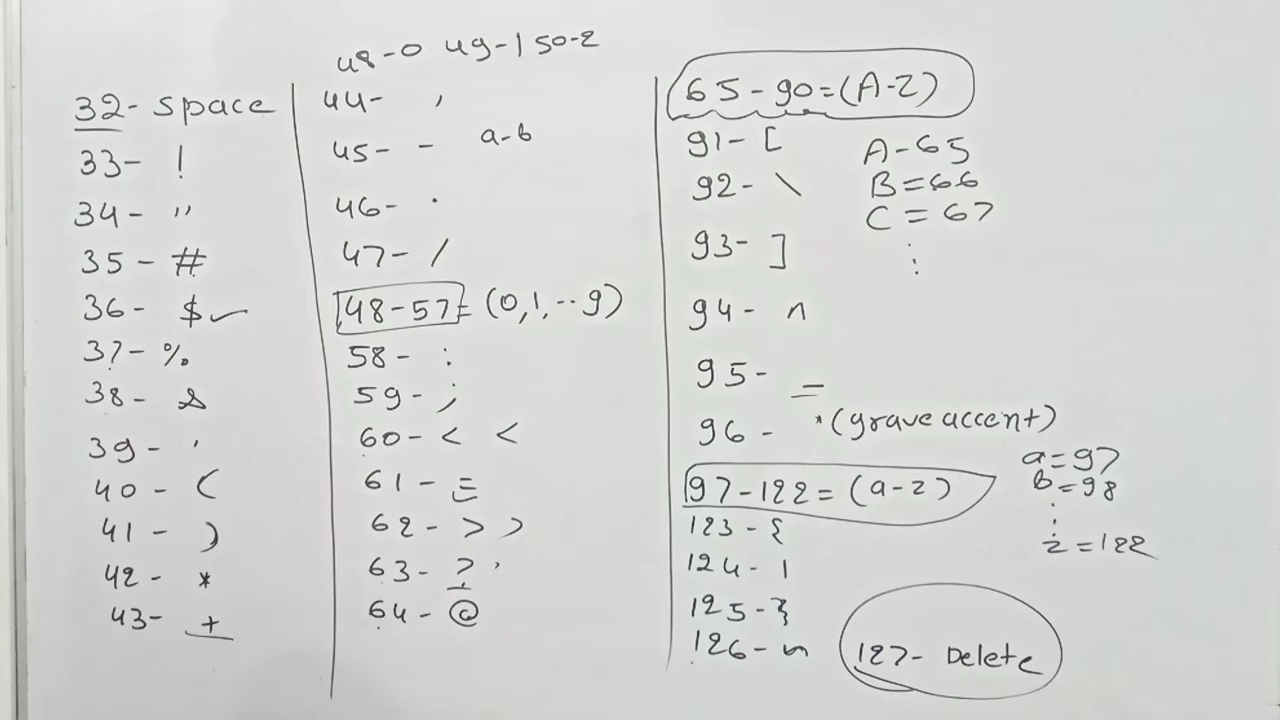 32- space
33- !
34- "
35 - #
36- $
37- %
38- &
39- '
40 - (
41 - )
42 - *
43- +
48-0 49-1 50-2
44- ,
45- - a-b
46- .
47- /
48-57= (0,1,--9)
58- :
59- ;
60- < <
61 - =
62 - > >
63 - ?
64 - @
65-90=(A-Z)
91- [
92- \
93- ]
94- ^
95- _
96 - ` (grave accent)
97-122= (a-z)
123 - {
124- |
125-}
126- ~
127- Delete
A-65
B=66
C = 67
⋮
a=97
b=98
⋮
z=122